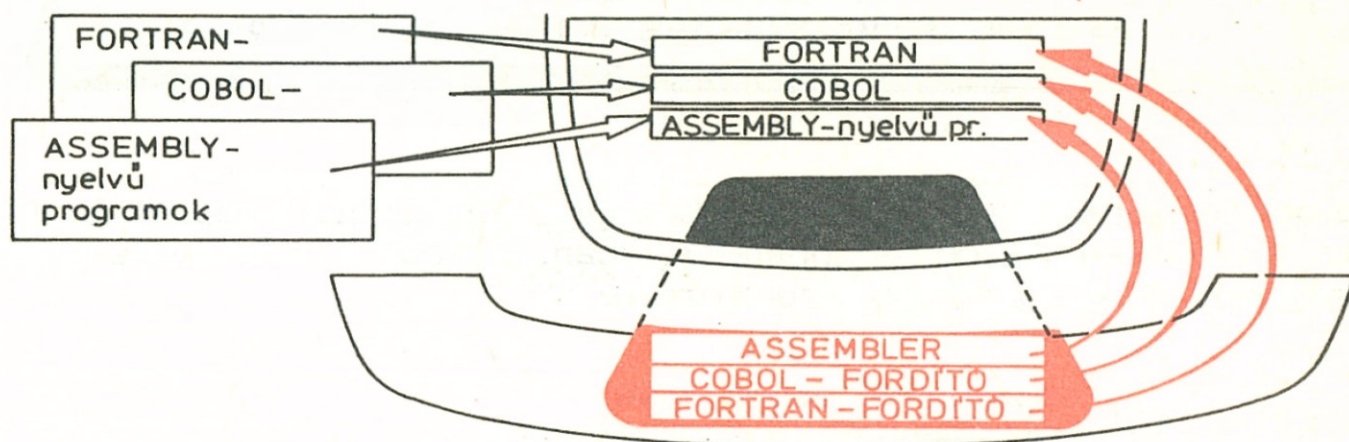 FORTRAN-
COBOL-
ASSEMBLY-
nyelvű
programok
FORTRAN
COBOL
ASSEMBLY-nyelvű pr.
ASSEMBLER
COBOL - FORDÍTÓ
FORTRAN-FORDÍTÓ